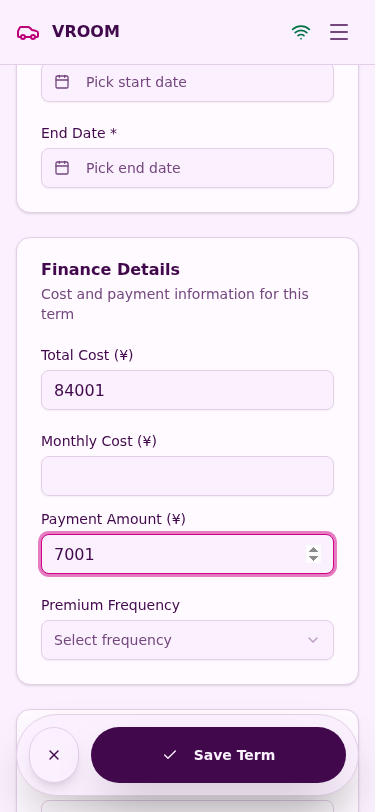 VROOM
Pick start date
End Date *
Pick end date
Finance Details
Cost and payment information for this
term
Total Cost (¥)
84001
Monthly Cost (¥)
Payment Amount (¥)
7001
Premium Frequency
Select frequency
Save Term